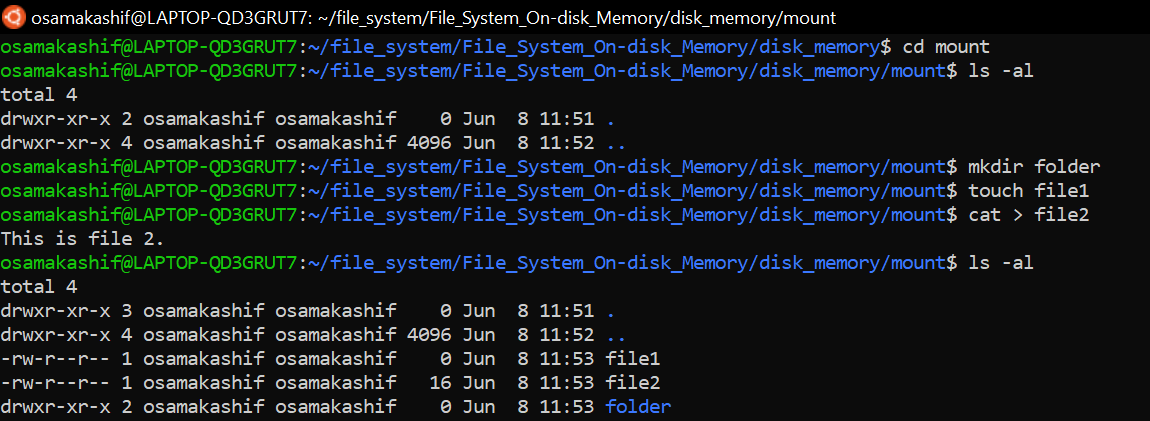 osamakashif@LAPTOP-QD3GRUT7: ~/file_system/File_System_On-disk_Memory/disk_memory/mount
osamakashif@LAPTOP-QD3GRUT7:~/file_system/File_System_On-disk_Memory/disk_memory$ cd mount
osamakashif@LAPTOP-QD3GRUT7:~/file_system/File_System_On-disk_Memory/disk_memory/mount$ ls -al
total 4
drwxr-xr-x 2 osamakashif osamakashif    0 Jun  8 11:51 .
drwxr-xr-x 4 osamakashif osamakashif 4096 Jun  8 11:52 ..
osamakashif@LAPTOP-QD3GRUT7:~/file_system/File_System_On-disk_Memory/disk_memory/mount$ mkdir folder
osamakashif@LAPTOP-QD3GRUT7:~/file_system/File_System_On-disk_Memory/disk_memory/mount$ touch file1
osamakashif@LAPTOP-QD3GRUT7:~/file_system/File_System_On-disk_Memory/disk_memory/mount$ cat > file2
This is file 2.
osamakashif@LAPTOP-QD3GRUT7:~/file_system/File_System_On-disk_Memory/disk_memory/mount$ ls -al
total 4
drwxr-xr-x 3 osamakashif osamakashif    0 Jun  8 11:51 .
drwxr-xr-x 4 osamakashif osamakashif 4096 Jun  8 11:52 ..
-rw-r--r-- 1 osamakashif osamakashif    0 Jun  8 11:53 file1
-rw-r--r-- 1 osamakashif osamakashif   16 Jun  8 11:53 file2
drwxr-xr-x 2 osamakashif osamakashif    0 Jun  8 11:53 folder